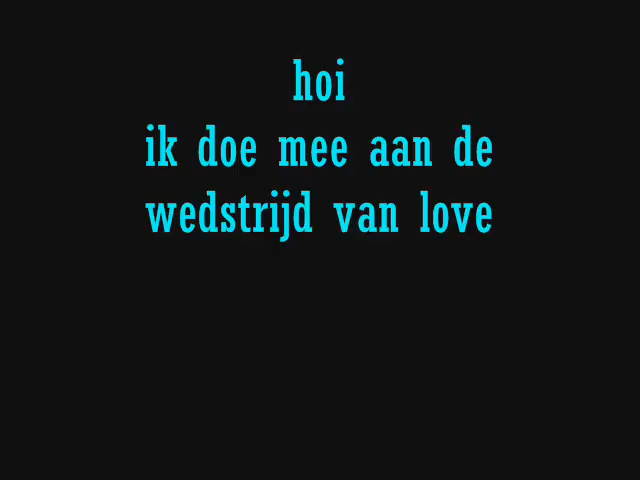 hoi
ik doe mee aan de
wedstrijd van love